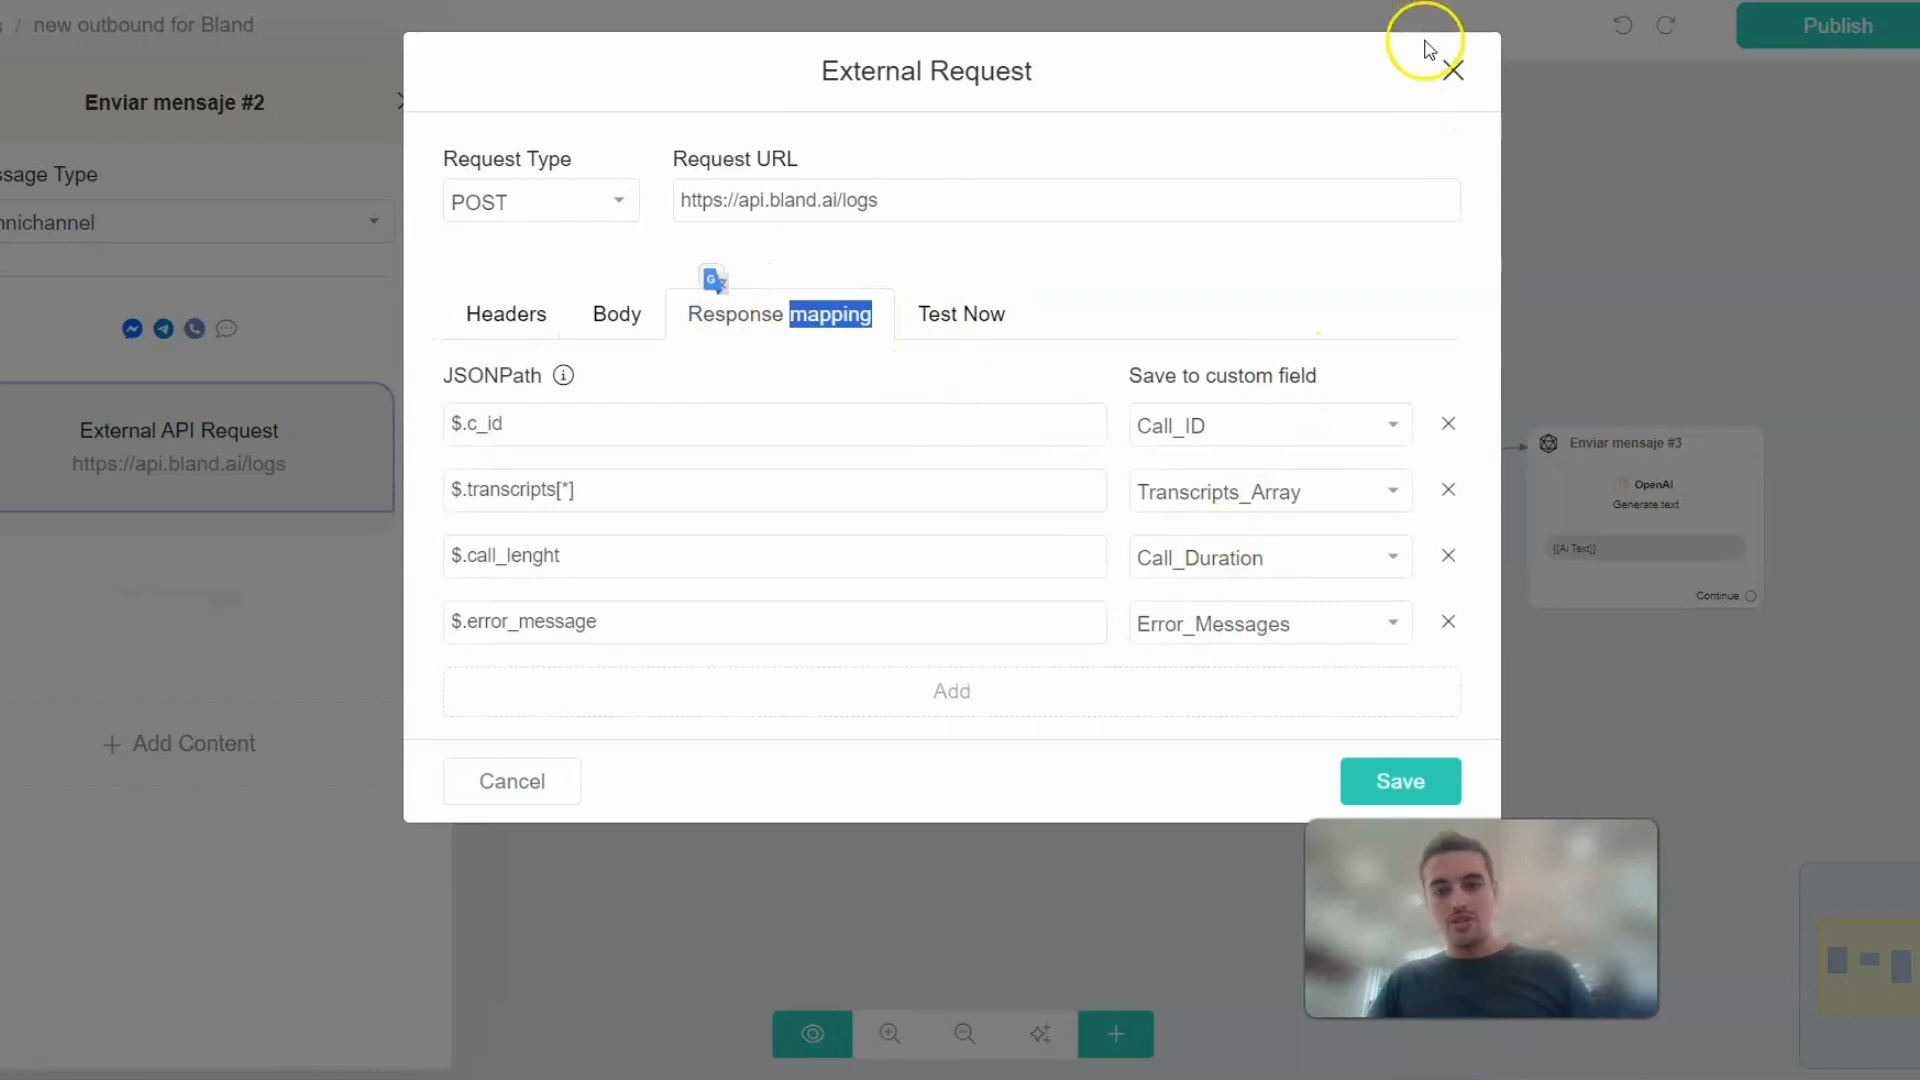 / new outbound for Bland
Publish
Enviar mensaje #2
ssage Type
nnichannel
External API Request
https://api.bland.ai/logs
+ Add Content
External Request
Request Type
Request URL
POST
https://api.bland.ai/logs
Headers
Body
Response mapping
Test Now
JSONPath
Save to custom field
$.c_id
Call_ID
$.transcripts[*]
Transcripts_Array
$.call_lenght
Call_Duration
$.error_message
Error_Messages
Add
Cancel
Save
Enviar mensaje #3
OpenAI
Generate text
{{Ai Text}}
Continue